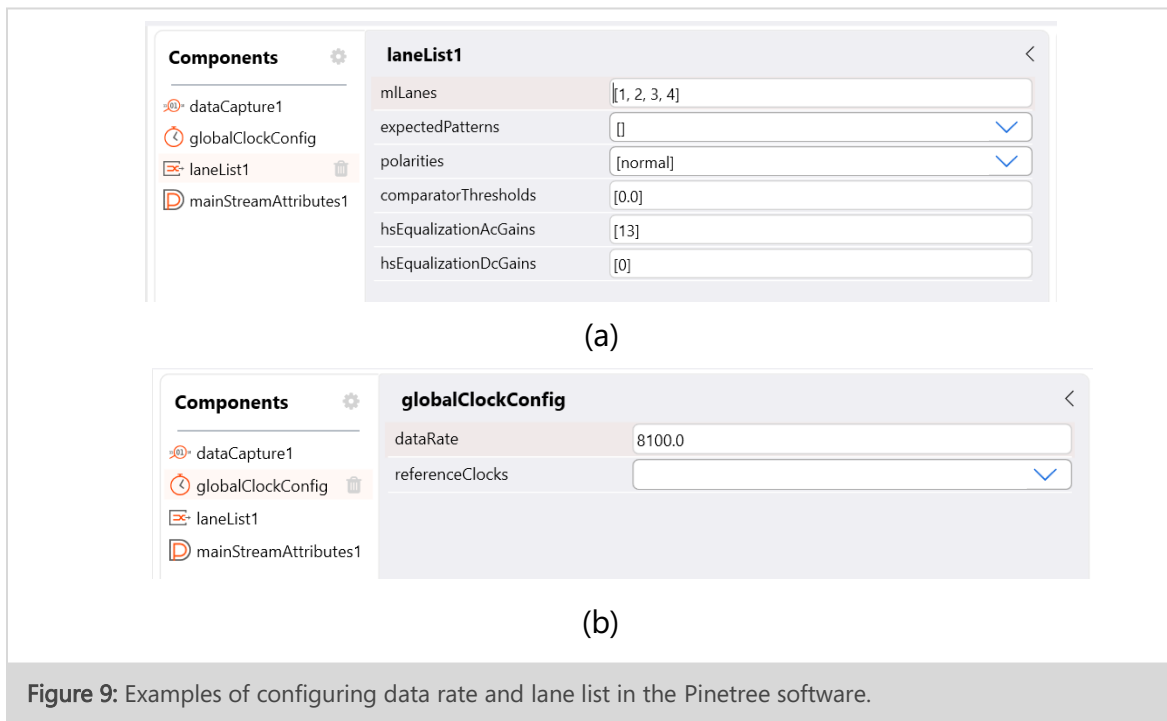 Components
dataCapture1
globalClockConfig
laneList1
mainStreamAttributes1
laneList1
mlLanes [1, 2, 3, 4]
expectedPatterns []
polarities [normal]
comparatorThresholds [0.0]
hsEqualizationAcGains [13]
hsEqualizationDcGains [0]
(a)
Components
dataCapture1
globalClockConfig
laneList1
mainStreamAttributes1
globalClockConfig
dataRate 8100.0
referenceClocks
(b)
Figure 9: Examples of configuring data rate and lane list in the Pinetree software.